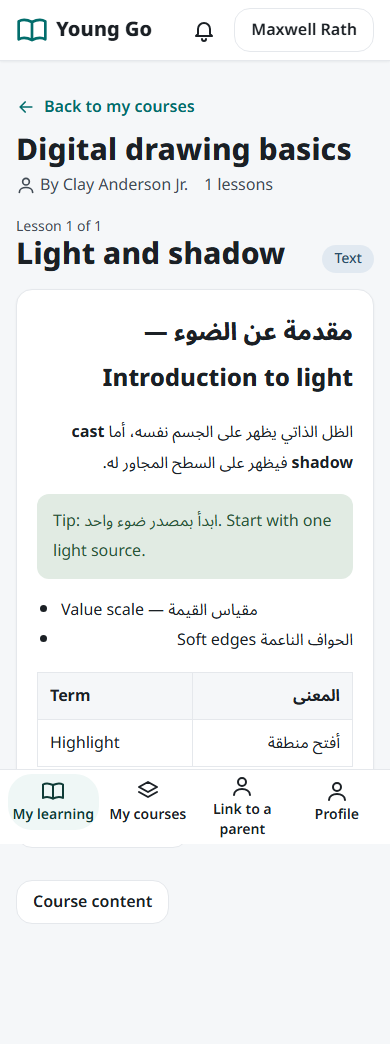 Young Go
Maxwell Rath
Back to my courses
Digital drawing basics
By Clay Anderson Jr. 1 lessons
Lesson 1 of 1
Light and shadow
Text
مقدمة عن الضوء —
Introduction to light
الظل الذاتي يظهر على الجسم نفسه، أما cast
shadow فيظهر على السطح المجاور له.
Tip: ابدأ بمصدر ضوء واحد. Start with one
light source.
Value scale — مقياس القيمة
الحواف الناعمة Soft edges
Term المعنى
Highlight أفتح منطقة
My learning
My courses
Link to a
parent
Profile
Course content